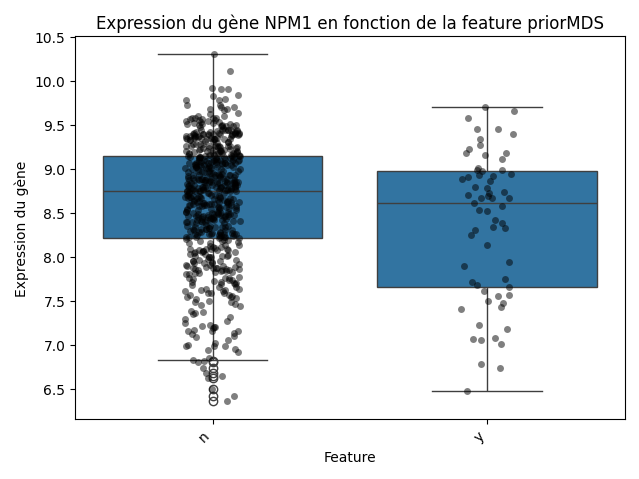 Expression du gène NPM1 en fonction de la feature priorMDS
10.5
10.0
9.5
9.0
8.5
8.0
7.5
7.0
6.5
Expression du gène
n
y
Feature